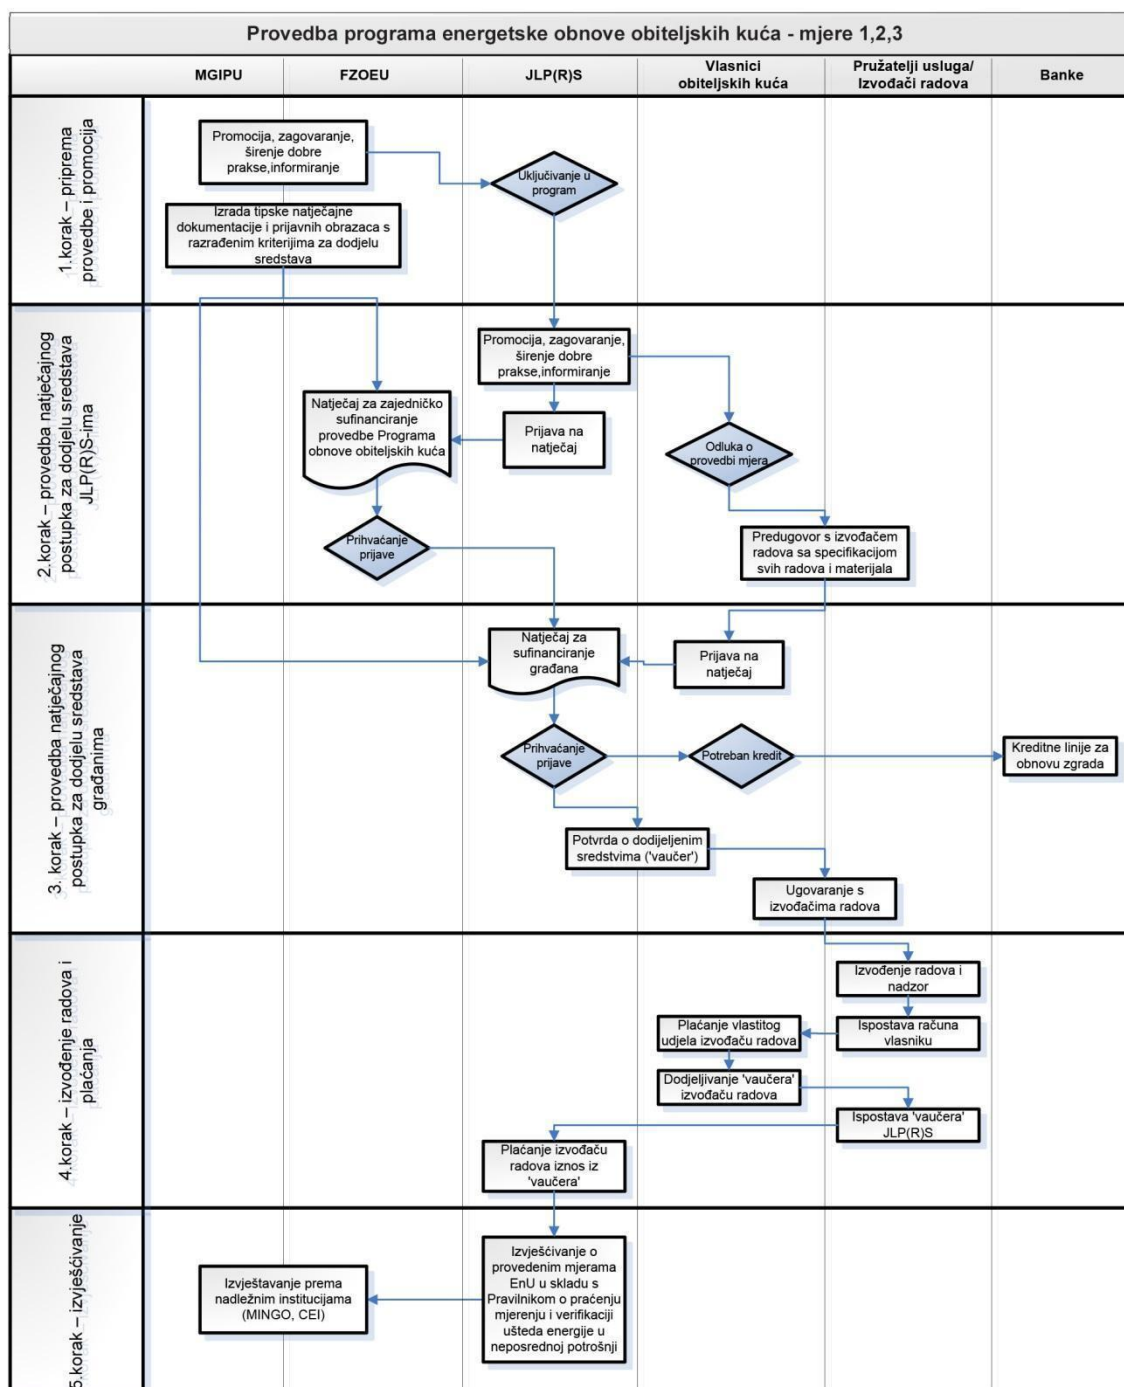 Provedba programa energetske obnove obiteljskih kuća - mjere 1,2,3
MGIPU
FZOEU
JLP(R)S
Vlasnici
obiteljskih kuća
Pružatelji usluga/
Izvođači radova
Banke
1.korak – priprema
provedbe i promocija
Promocija, zagovaranje,
širenje dobre
prakse,informiranje
Uključivanje u
program
Izrada tipske natječajne
dokumentacije i prijavnih obrazaca s
razrađenim kriterijima za dodjelu
sredstava
2.korak – provedba natječajnog
postupka za dodjelu sredstava
JLP(R)S-ima
Promocija, zagovaranje,
širenje dobre
prakse,informiranje
Natječaj za zajedničko
sufinanciranje
provedbe Programa
obnove obiteljskih kuća
Prijava na
natječaj
Odluka o
provedbi mjera
Prihvaćanje
prijave
Predugovor s izvođačem
radova sa specifikacijom
svih radova i materijala
3. korak – provedba natječajnog
postupka za dodjelu sredstava
građanima
Natječaj za
sufinanciranje
građana
Prijava na
natječaj
Prihvaćanje
prijave
Potreban kredit
Kreditne linije za
obnovu zgrada
Potvrda o dodijeljenim
sredstvima ('vaučer')
Ugovaranje s
izvođačima radova
4.korak – izvođenje radova i
plaćanja
Izvođenje radova i
nadzor
Plaćanje vlastitog
udjela izvođaču radova
Ispostava računa
vlasniku
Dodjeljivanje 'vaučera'
izvođaču radova
Ispostava 'vaučera'
JLP(R)S
Plaćanje izvođaču
radova iznos iz
'vaučera'
5.korak – izvješćivanje
Izvješćivanje o
provedenim mjerama
EnU u skladu s
Pravilnikom o praćenju
mjerenju i verifikaciji
ušteda energije u
neposrednoj potrošnji
Izvještavanje prema
nadležnim institucijama
(MINGO, CEI)